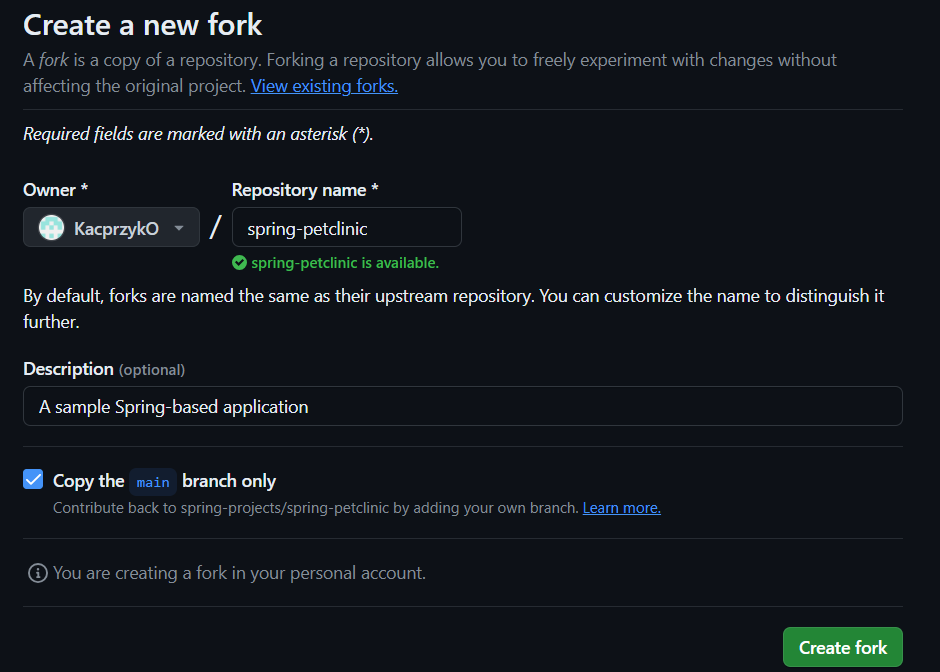 Create a new fork
A fork is a copy of a repository. Forking a repository allows you to freely experiment with changes without
affecting the original project. View existing forks.
Required fields are marked with an asterisk (*).
Owner *
Repository name *
KacprzykO
/
spring-petclinic
spring-petclinic is available.
By default, forks are named the same as their upstream repository. You can customize the name to distinguish it
further.
Description (optional)
A sample Spring-based application
Copy the main branch only
Contribute back to spring-projects/spring-petclinic by adding your own branch. Learn more.
You are creating a fork in your personal account.
Create fork